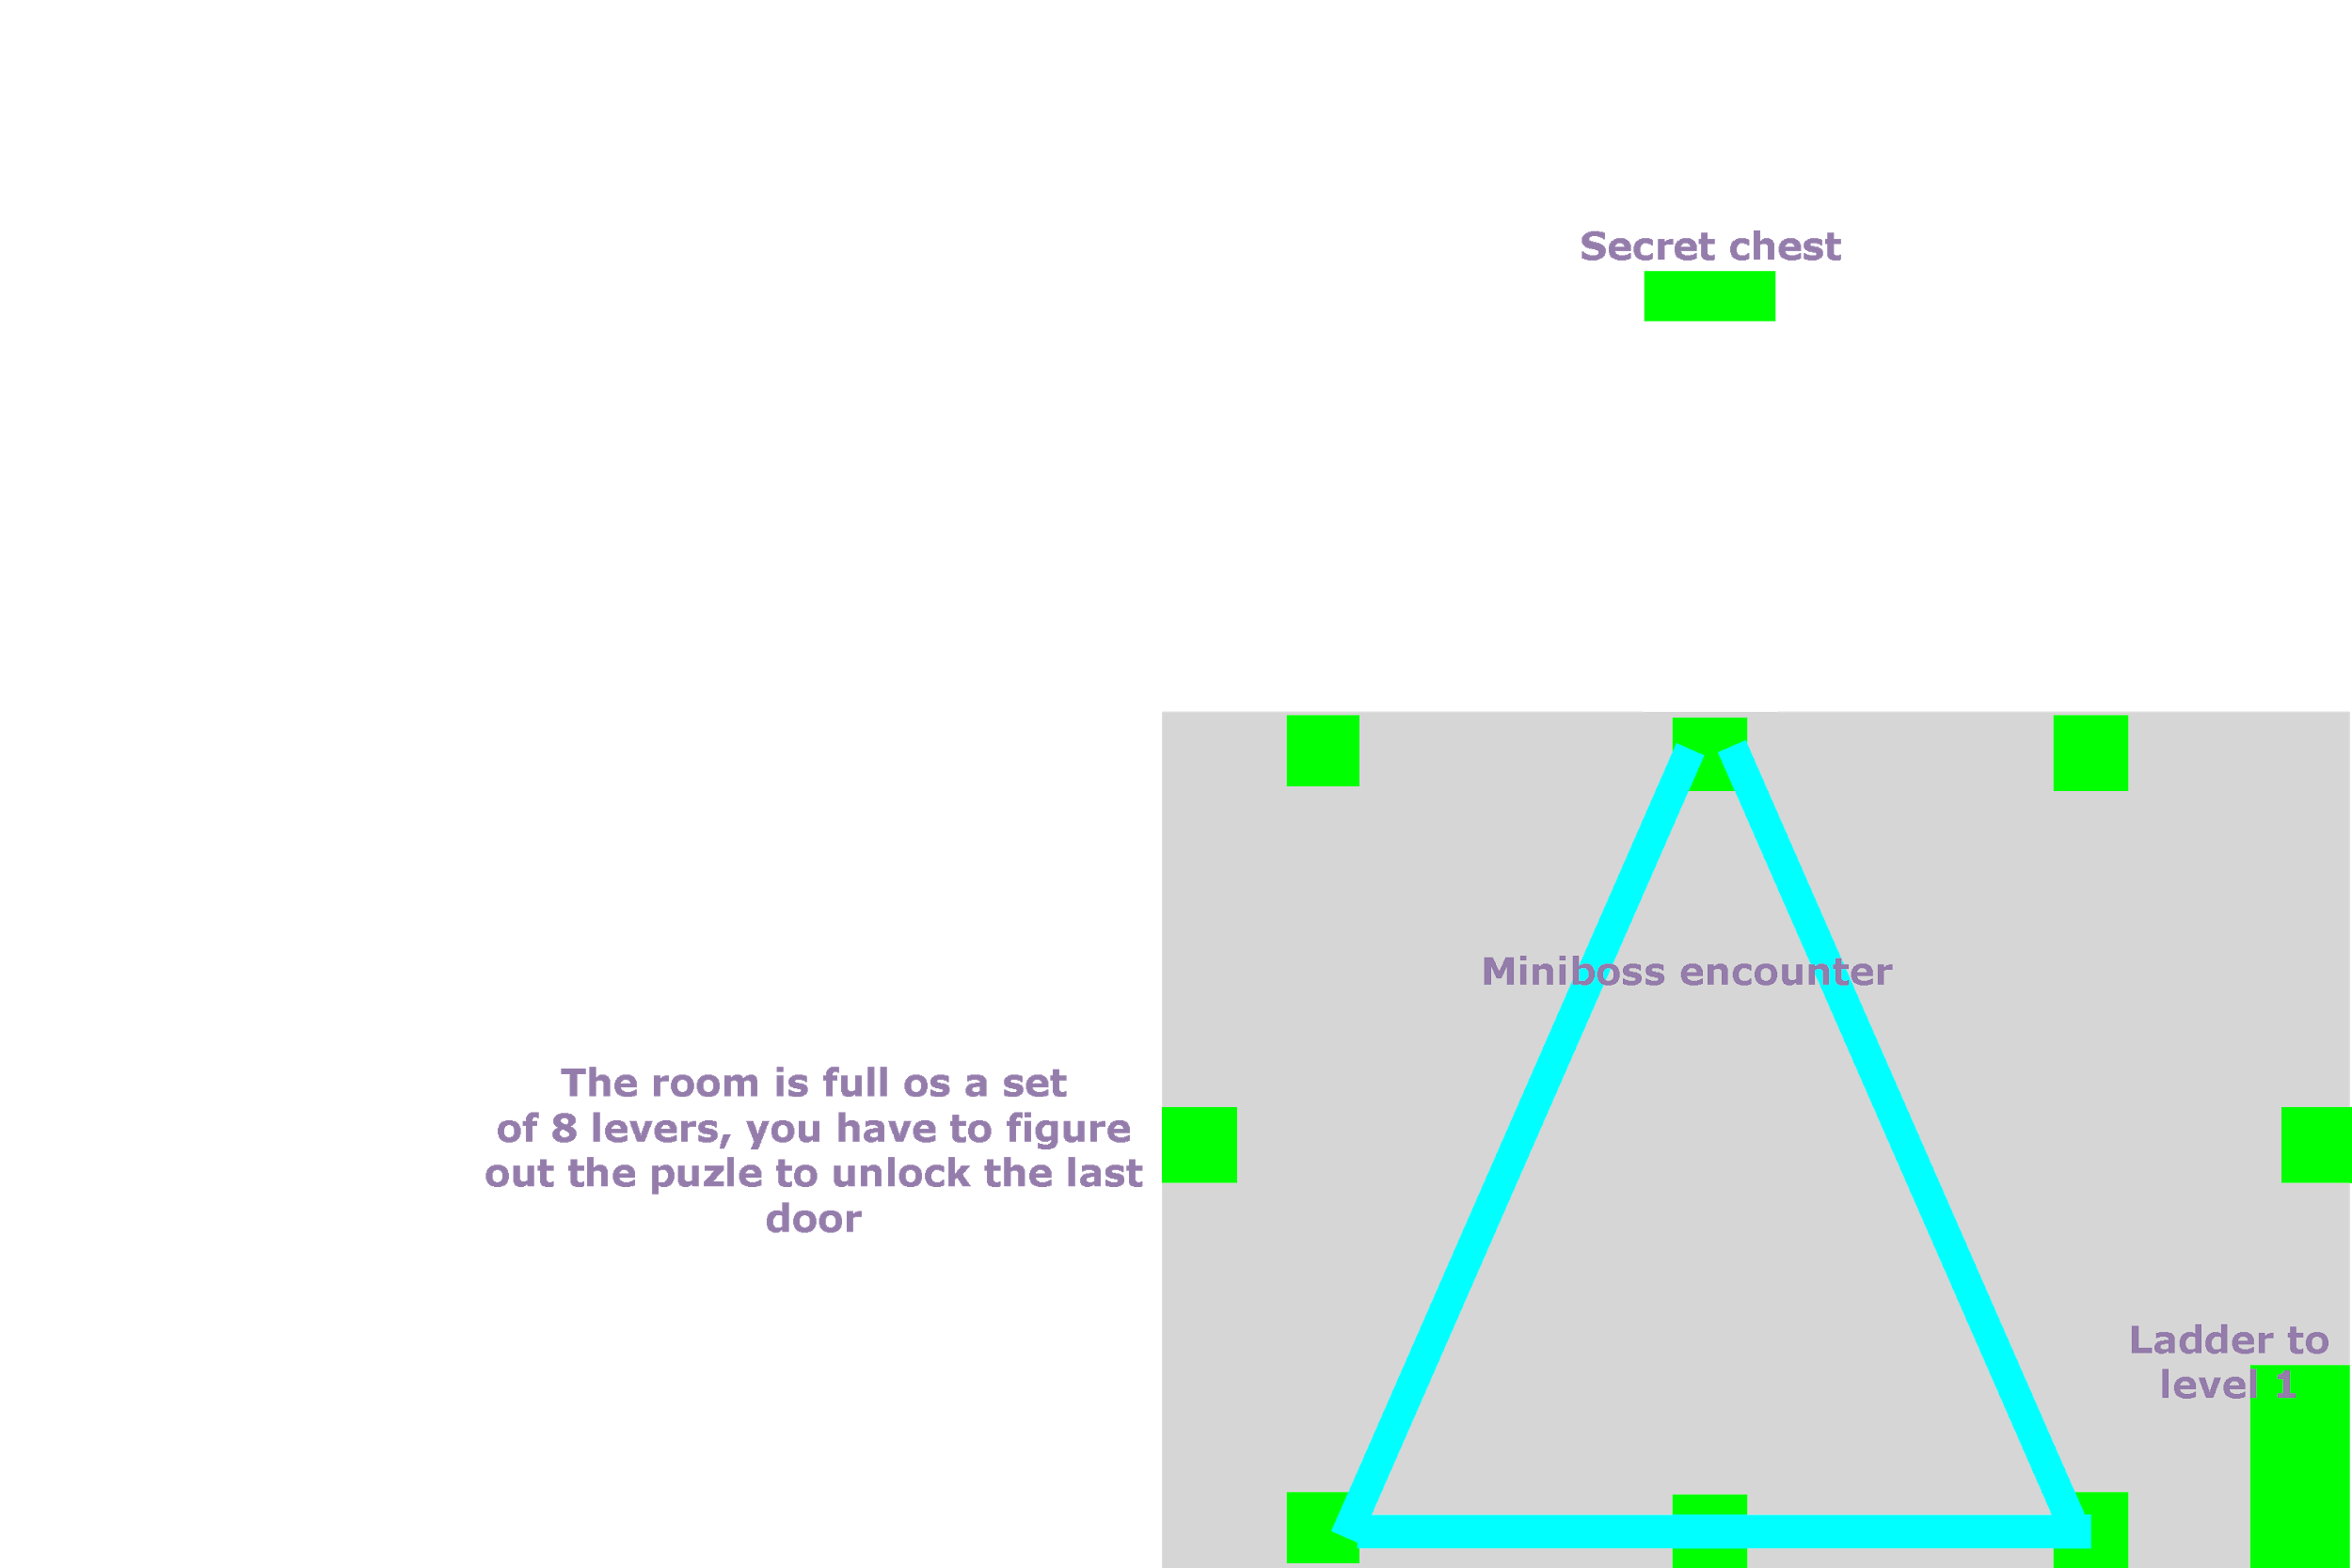 Secret chest
Miniboss encounter
The room is full os a set
of 8 levers, you have to figure
out the puzle to unlock the last
door
Ladder to
level 1